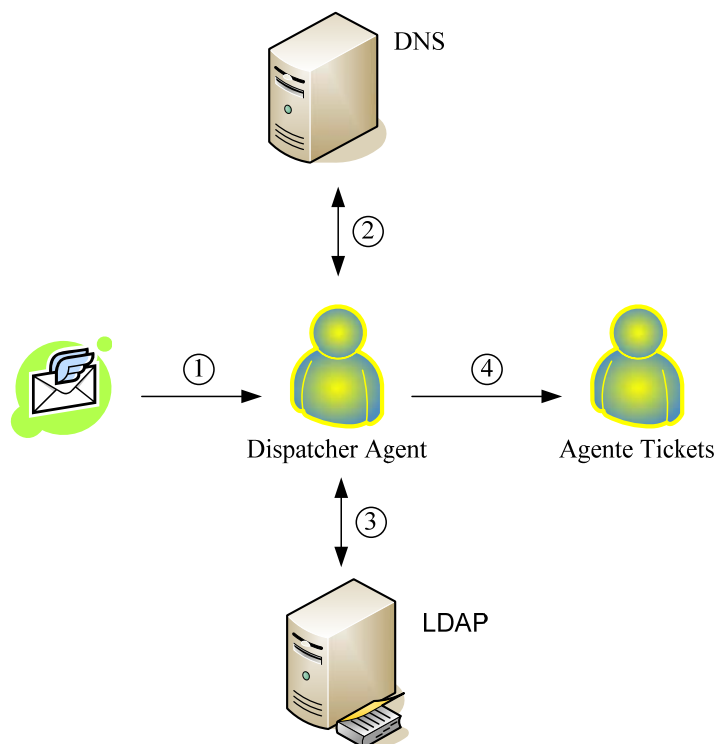 DNS
②
①
④
Dispatcher Agent
Agente Tickets
③
LDAP